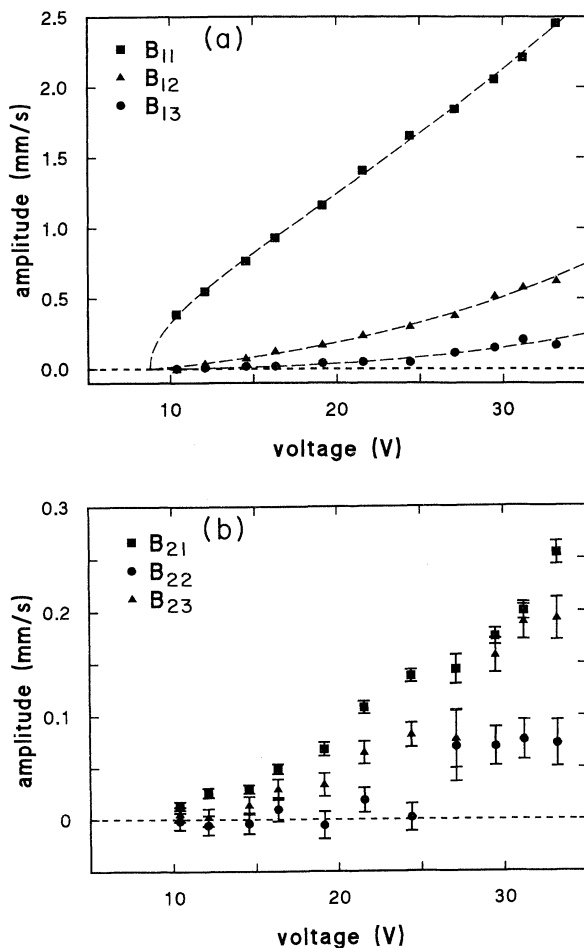 (a)
B11
B12
B13
2.5
2.0
1.5
1.0
0.5
0.0
amplitude (mm/s)
10
20
30
voltage (V)
(b)
B21
B22
B23
0.3
0.2
0.1
0
amplitude (mm/s)
10
20
30
voltage (V)